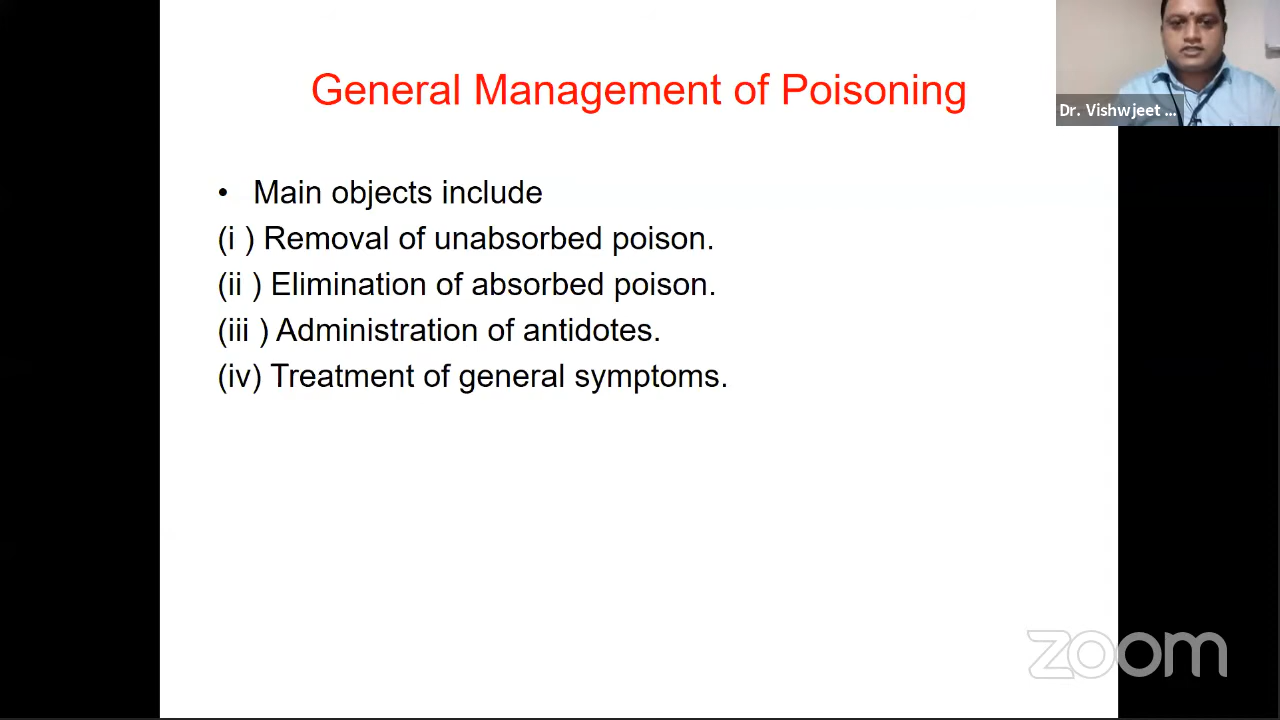 General Management of Poisoning
Dr. Vishwjeet ...
• Main objects include
(i ) Removal of unabsorbed poison.
(ii ) Elimination of absorbed poison.
(iii ) Administration of antidotes.
(iv) Treatment of general symptoms.
zoom